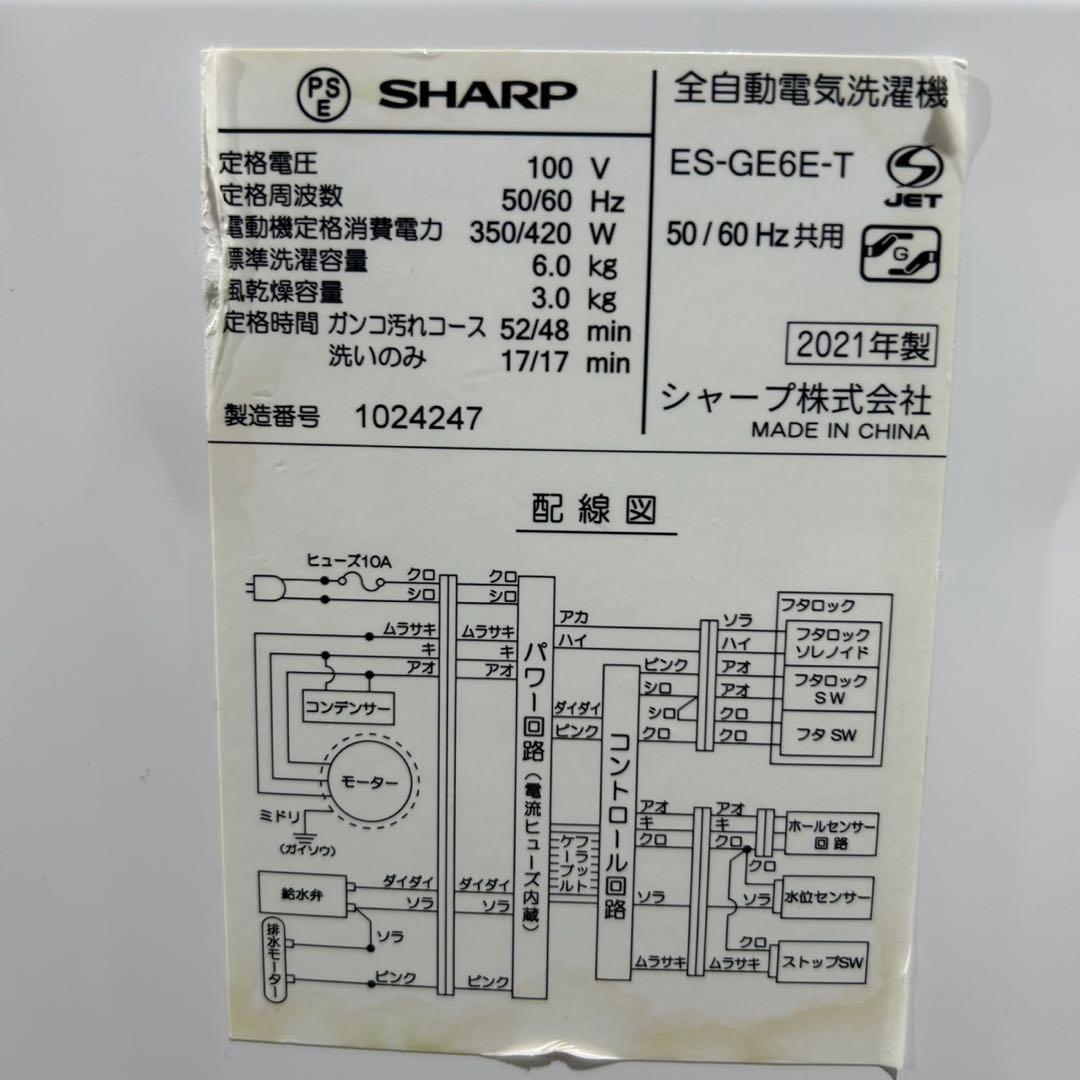 PS E SHARP
全自動電気洗濯機
ES-GE6E-T
JET
50/60 Hz 共用
G
2021年製
シャープ株式会社
MADE IN CHINA
定格電圧 100 V
定格周波数 50/60 Hz
電動機定格消費電力 350/420 W
標準洗濯容量 6.0 kg
風乾燥容量 3.0 kg
定格時間 ガンコ汚れコース 52/48 min
洗いのみ 17/17 min
製造番号 1024247
配線図
ヒューズ10A
クロ
シロ
ムラサキ
キ
アオ
コンデンサー
モーター
ミドリ
(ガイソウ)
給水弁
ダイダイ
ソラ
排水モーター
ソラ
ピンク
クロ
シロ
ムラサキ
キ
アオ
ダイダイ
ソラ
ピンク
パワー回路(電流ヒューズ内蔵)
アカ
ハイ
ダイダイ
ピンク
フラットケーブル
コントロール回路
ピンク
シロ
シロ
クロ
アオ
キ
クロ
ソラ
ムラサキ
ソラ
ハイ
アオ
アオ
クロ
クロ
フタロック
フタロック
ソレノイド
フタロック
SW
フタ SW
アオ
キ
クロ
ホールセンサー
回路
クロ
ソラ
水位センサー
クロ
ムラサキ
ストップSW